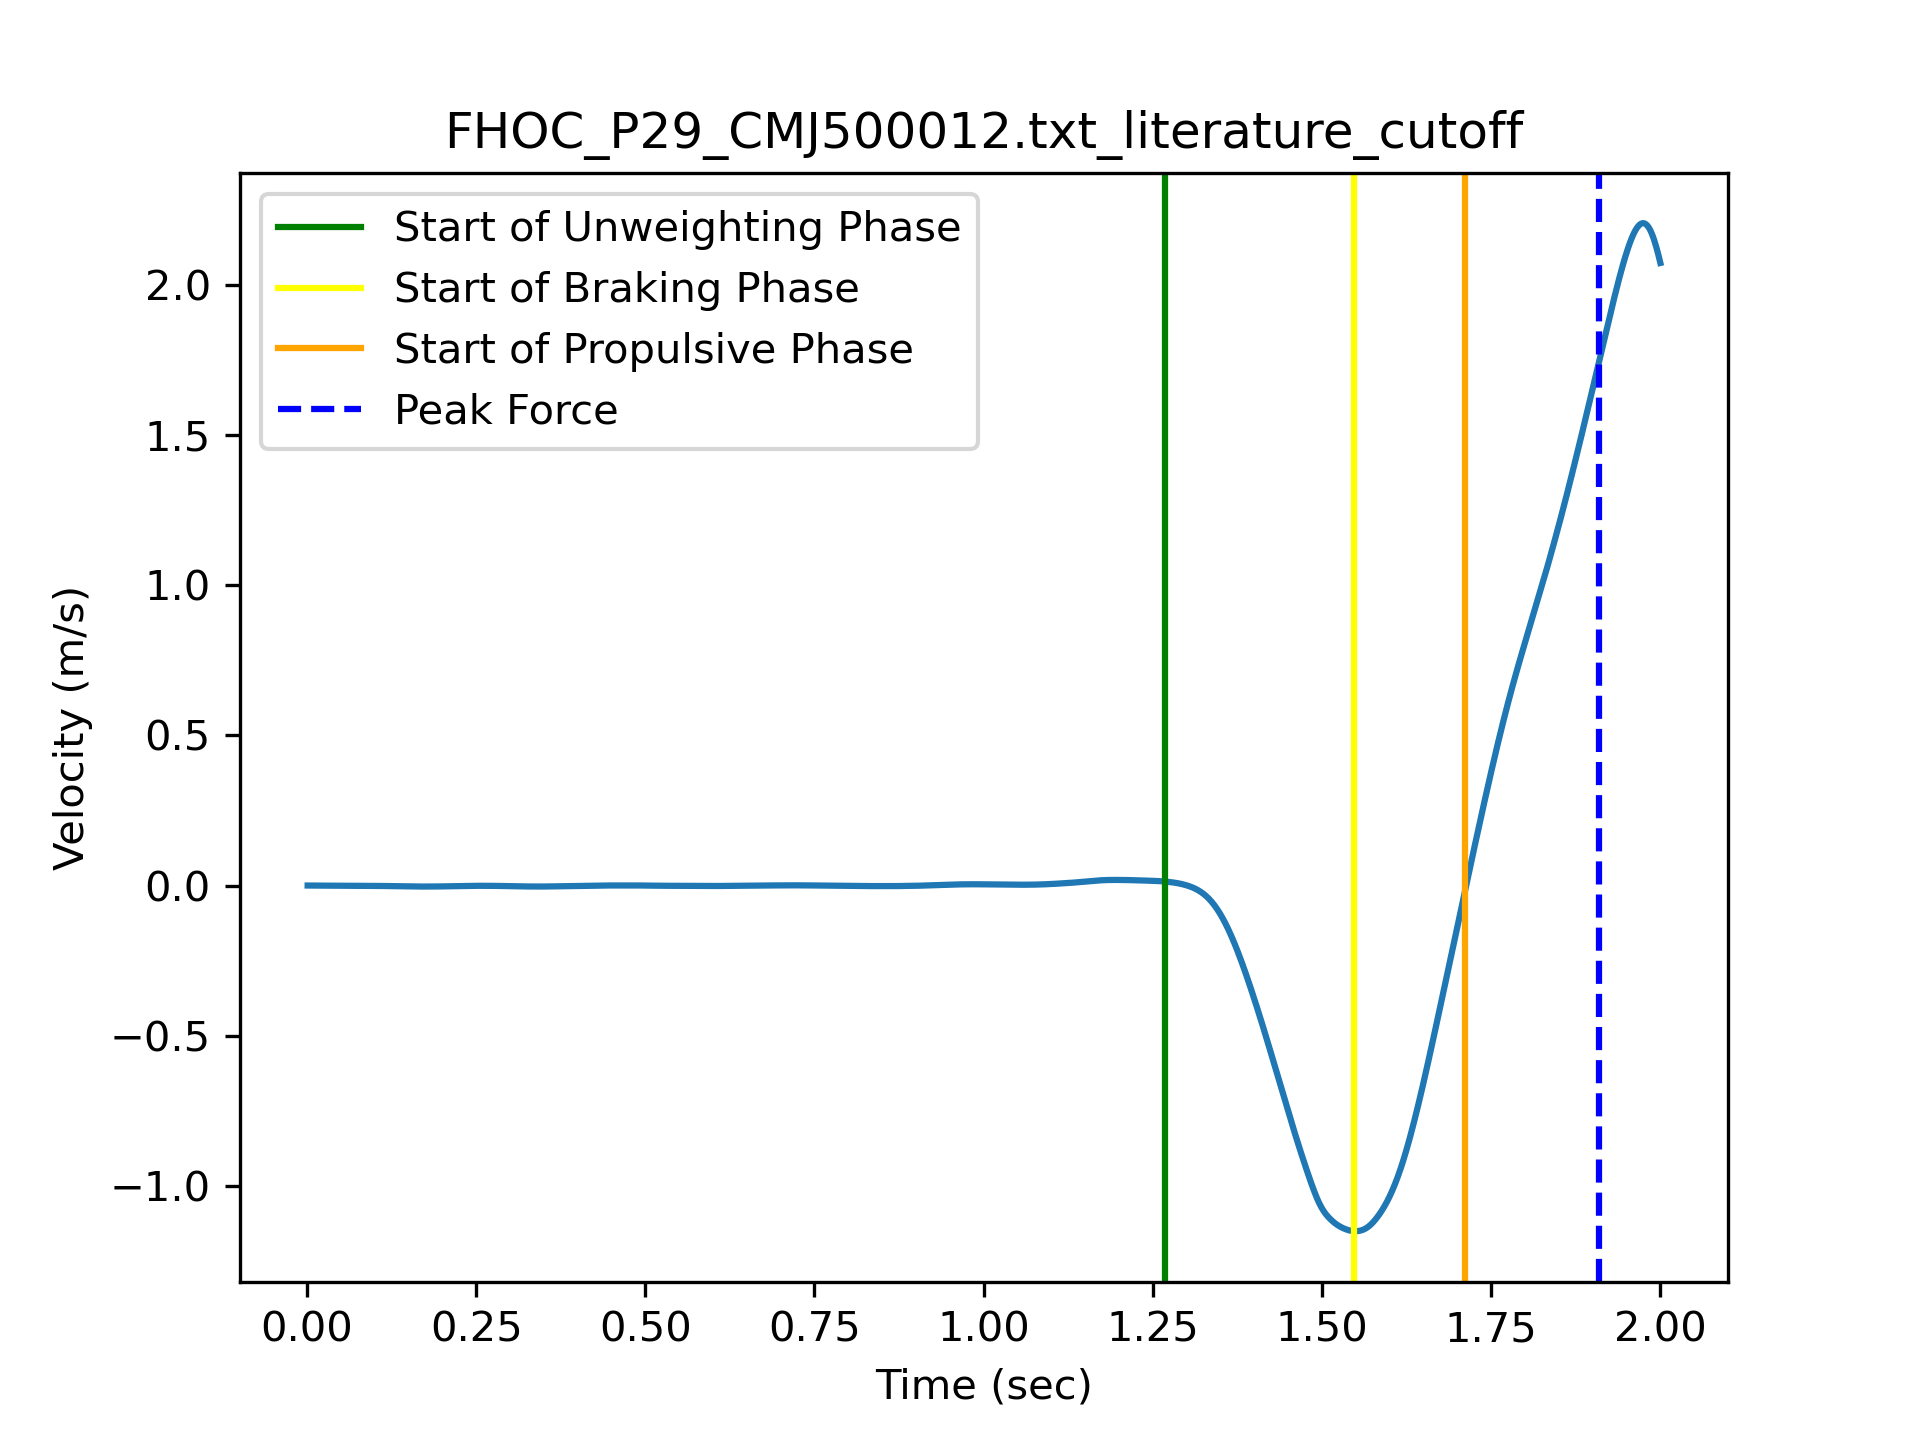 FHOC_P29_CMJ500012.txt_literature_cutoff
Start of Unweighting Phase
Start of Braking Phase
Start of Propulsive Phase
Peak Force
2.0
1.5
1.0
0.5
0.0
−0.5
−1.0
Velocity (m/s)
0.00 0.25 0.50 0.75 1.00 1.25 1.50 1.75 2.00
Time (sec)